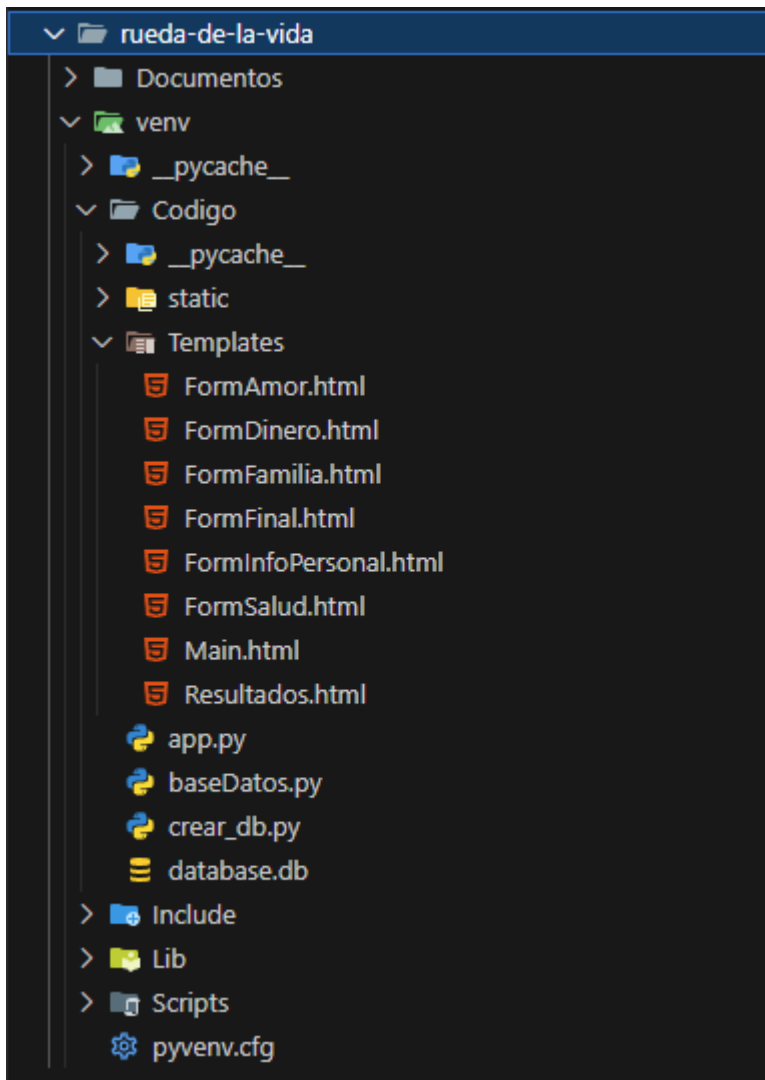 rueda-de-la-vida
Documentos
venv
__pycache__
Codigo
__pycache__
static
Templates
FormAmor.html
FormDinero.html
FormFamilia.html
FormFinal.html
FormInfoPersonal.html
FormSalud.html
Main.html
Resultados.html
app.py
baseDatos.py
crear_db.py
database.db
Include
Lib
Scripts
pyvenv.cfg